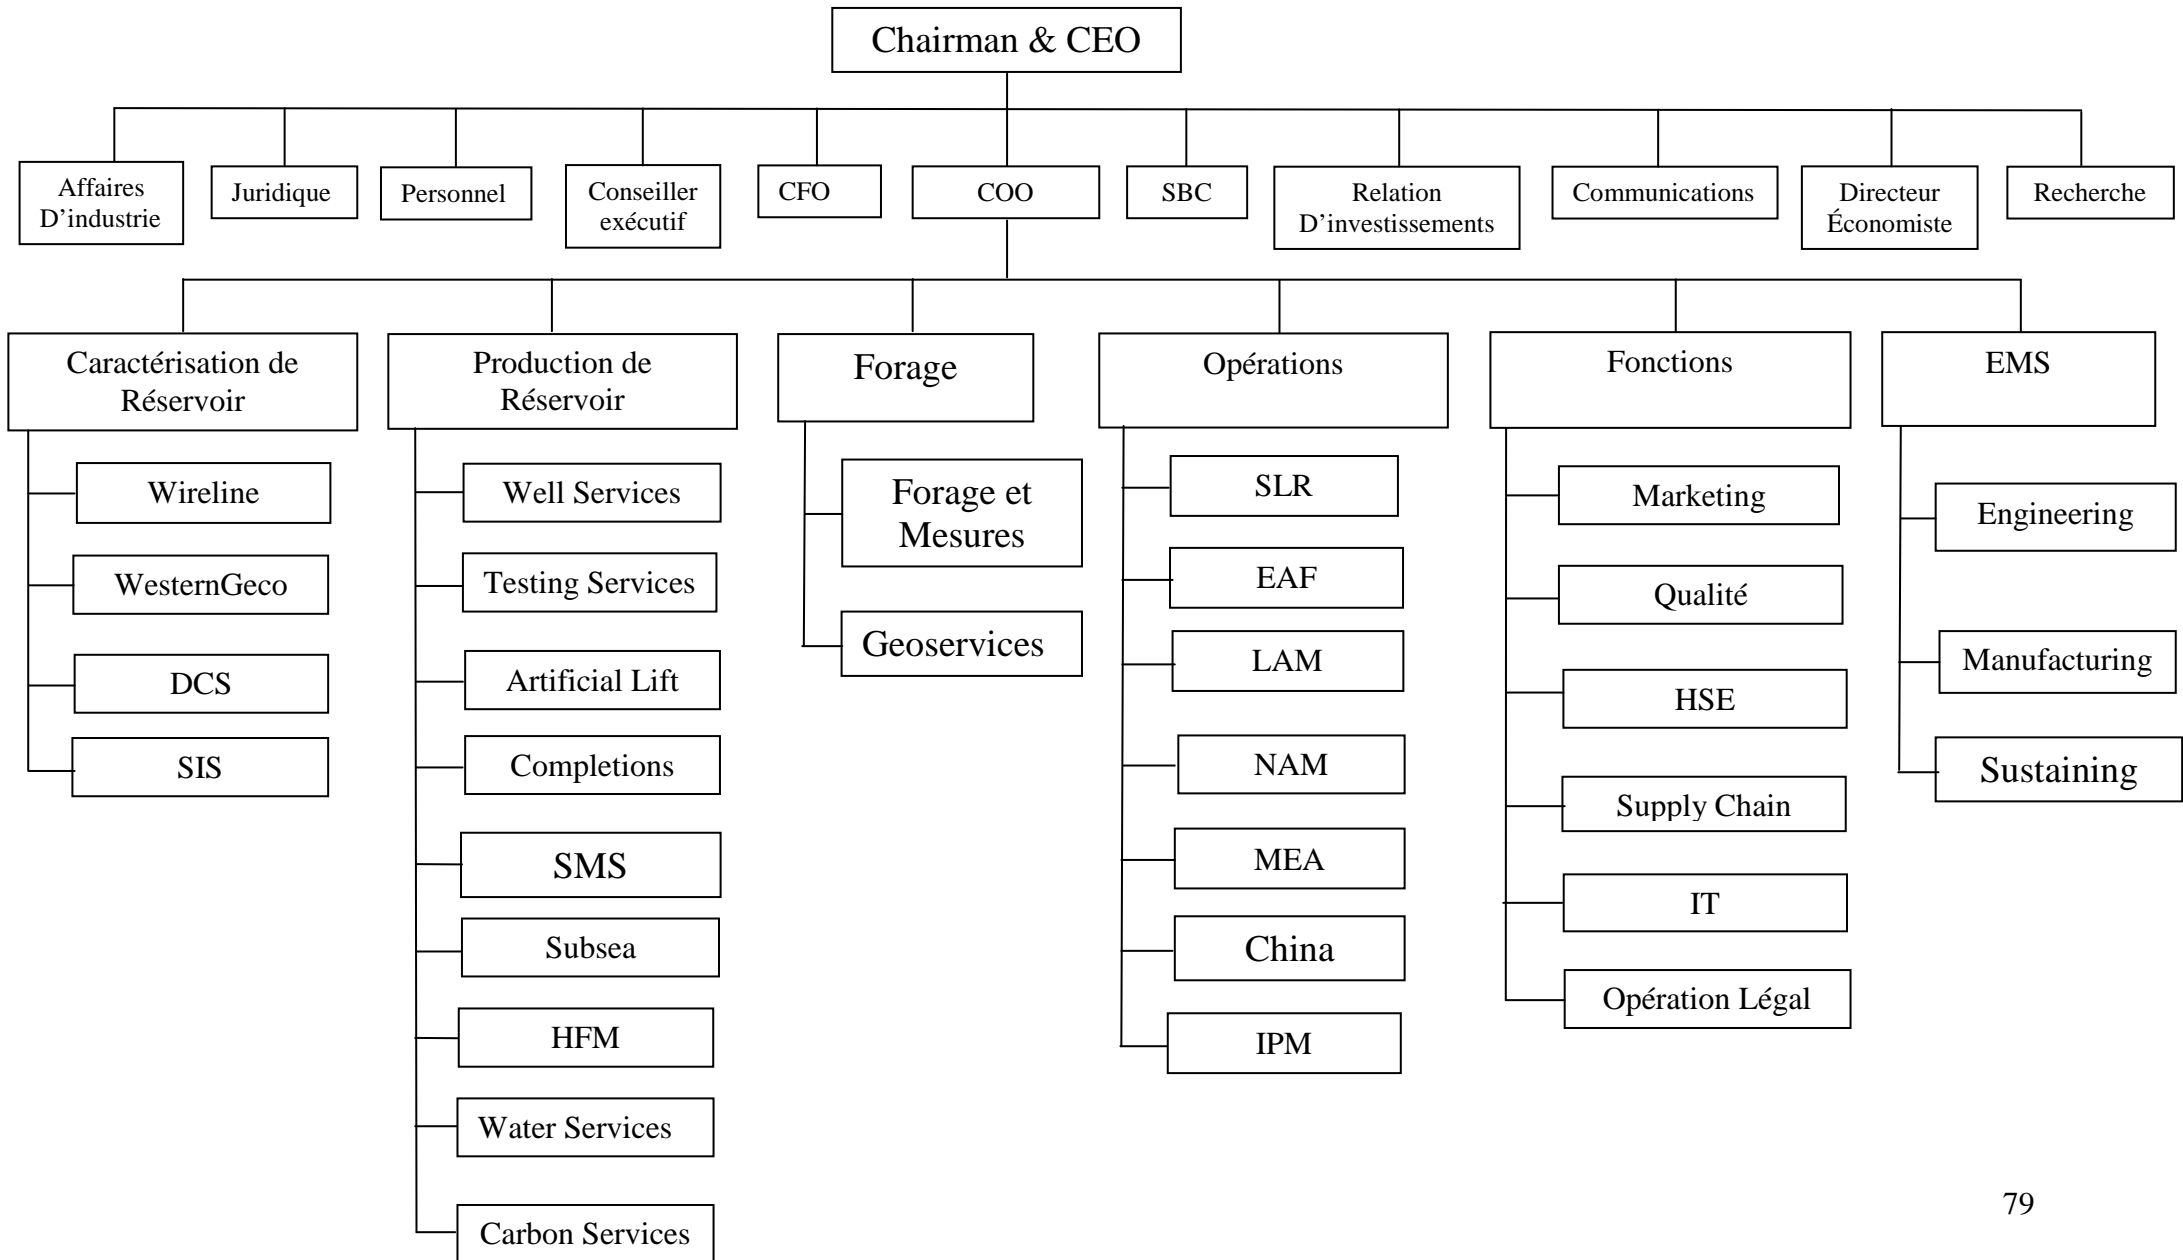 Chairman & CEO
Affaires
D’industrie
Juridique
Personnel
Conseiller
exécutif
CFO
COO
SBC
Relation
D’investissements
Communications
Directeur
Économiste
Recherche
Caractérisation de
Réservoir
Production de
Réservoir
Forage
Opérations
Fonctions
EMS
Wireline
WesternGeco
DCS
SIS
Well Services
Testing Services
Artificial Lift
Completions
SMS
Subsea
HFM
Water Services
Carbon Services
Forage et
Mesures
Geoservices
SLR
EAF
LAM
NAM
MEA
China
IPM
Marketing
Qualité
HSE
Supply Chain
IT
Opération Légal
Engineering
Manufacturing
Sustaining
79